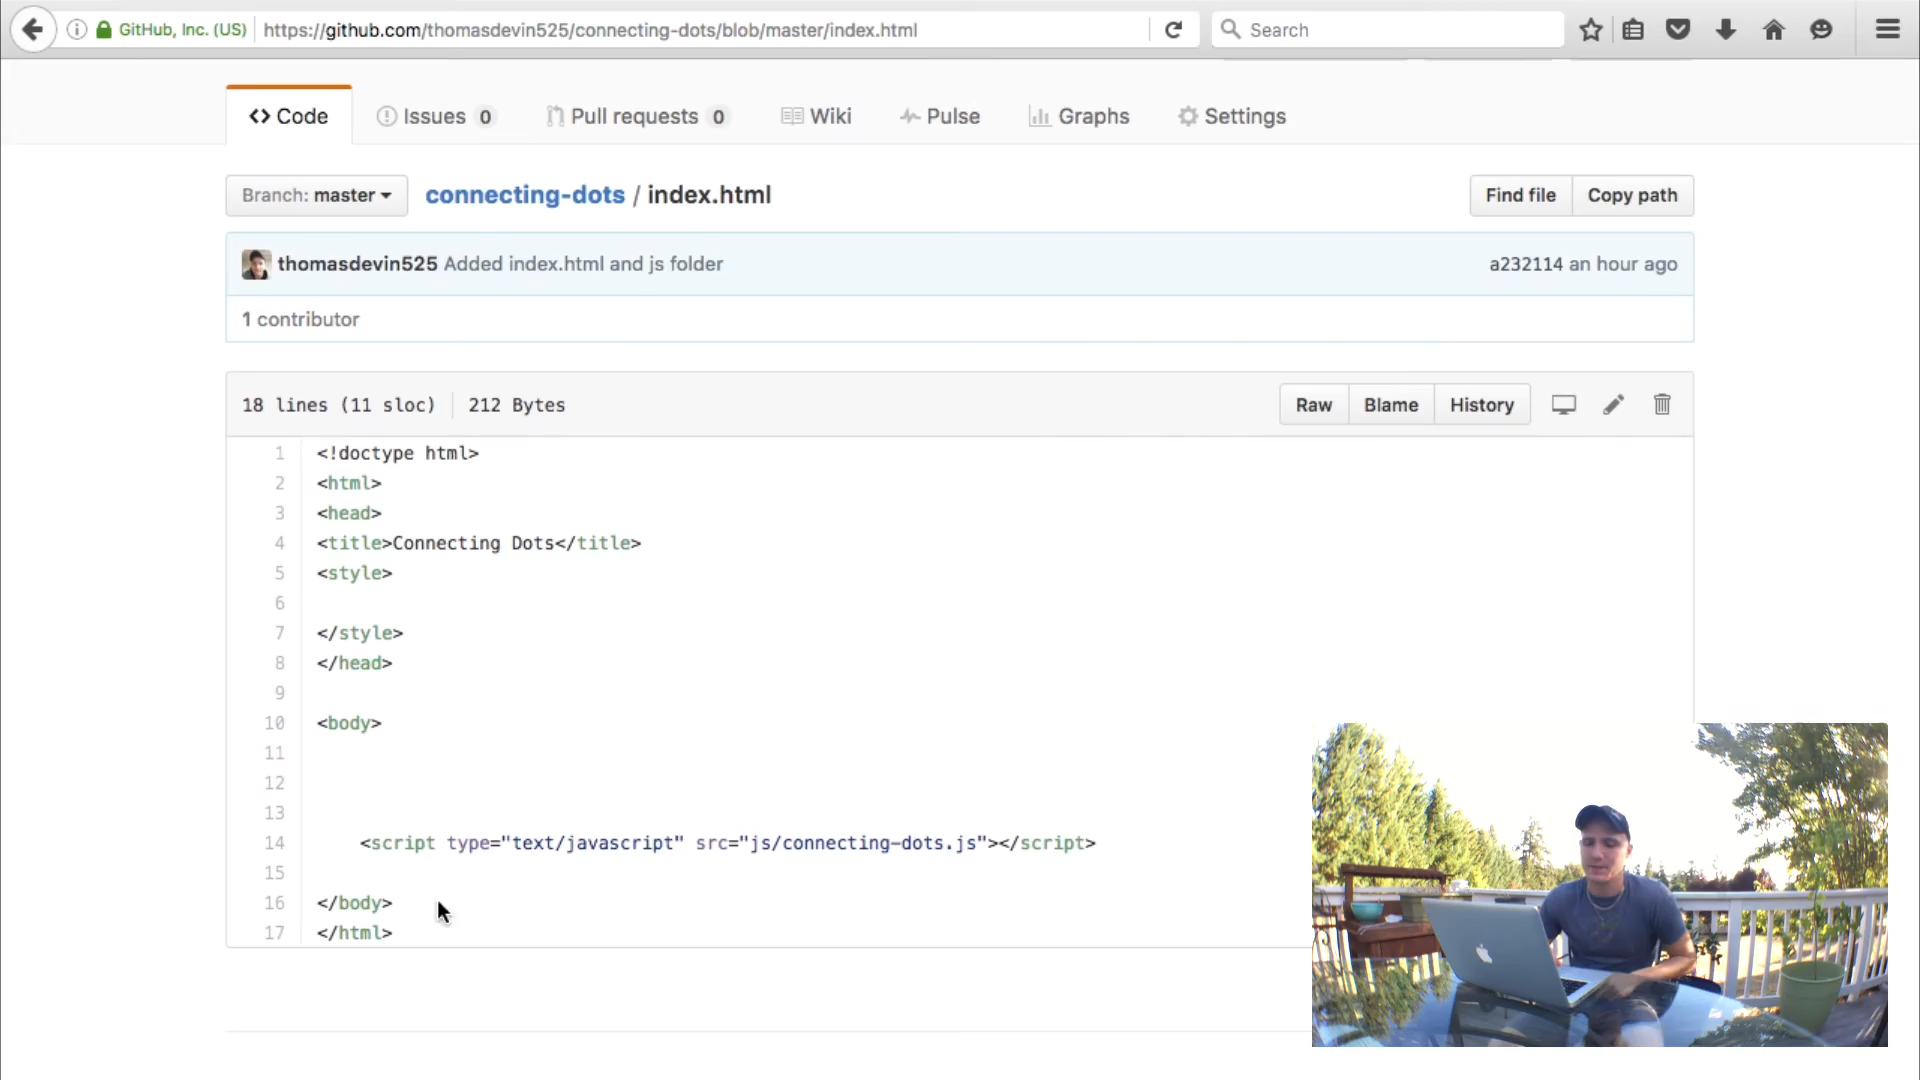 GitHub, Inc. (US) https://github.com/thomasdevin525/connecting-dots/blob/master/index.html Search
Code Issues 0 Pull requests 0 Wiki Pulse Graphs Settings
Branch: master connecting-dots / index.html Find file Copy path
thomasdevin525 Added index.html and js folder a232114 an hour ago
1 contributor
18 lines (11 sloc) 212 Bytes Raw Blame History
1 <!doctype html>
2 <html>
3 <head>
4 <title>Connecting Dots</title>
5 <style>
6
7 </style>
8 </head>
9
10 <body>
11
12
13
14 <script type="text/javascript" src="js/connecting-dots.js"></script>
15
16 </body>
17 </html>